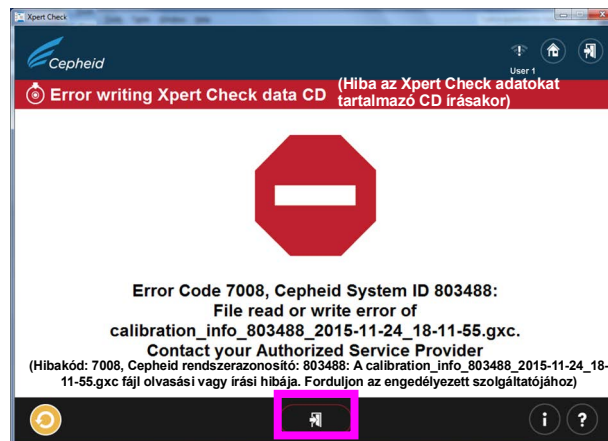 Xpert Check
Cepheid
User 1
Error writing Xpert Check data CD
(Hiba az Xpert Check adatokat
tartalmazó CD írásakor)
Error Code 7008, Cepheid System ID 803488:
File read or write error of
calibration_info_803488_2015-11-24_18-11-55.gxc.
Contact your Authorized Service Provider
(Hibakód: 7008, Cepheid rendszerazonosító: 803488: A calibration_info_803488_2015-11-24_18-
11-55.gxc fájl olvasási vagy írási hibája. Forduljon az engedélyezett szolgáltatójához)
i ?